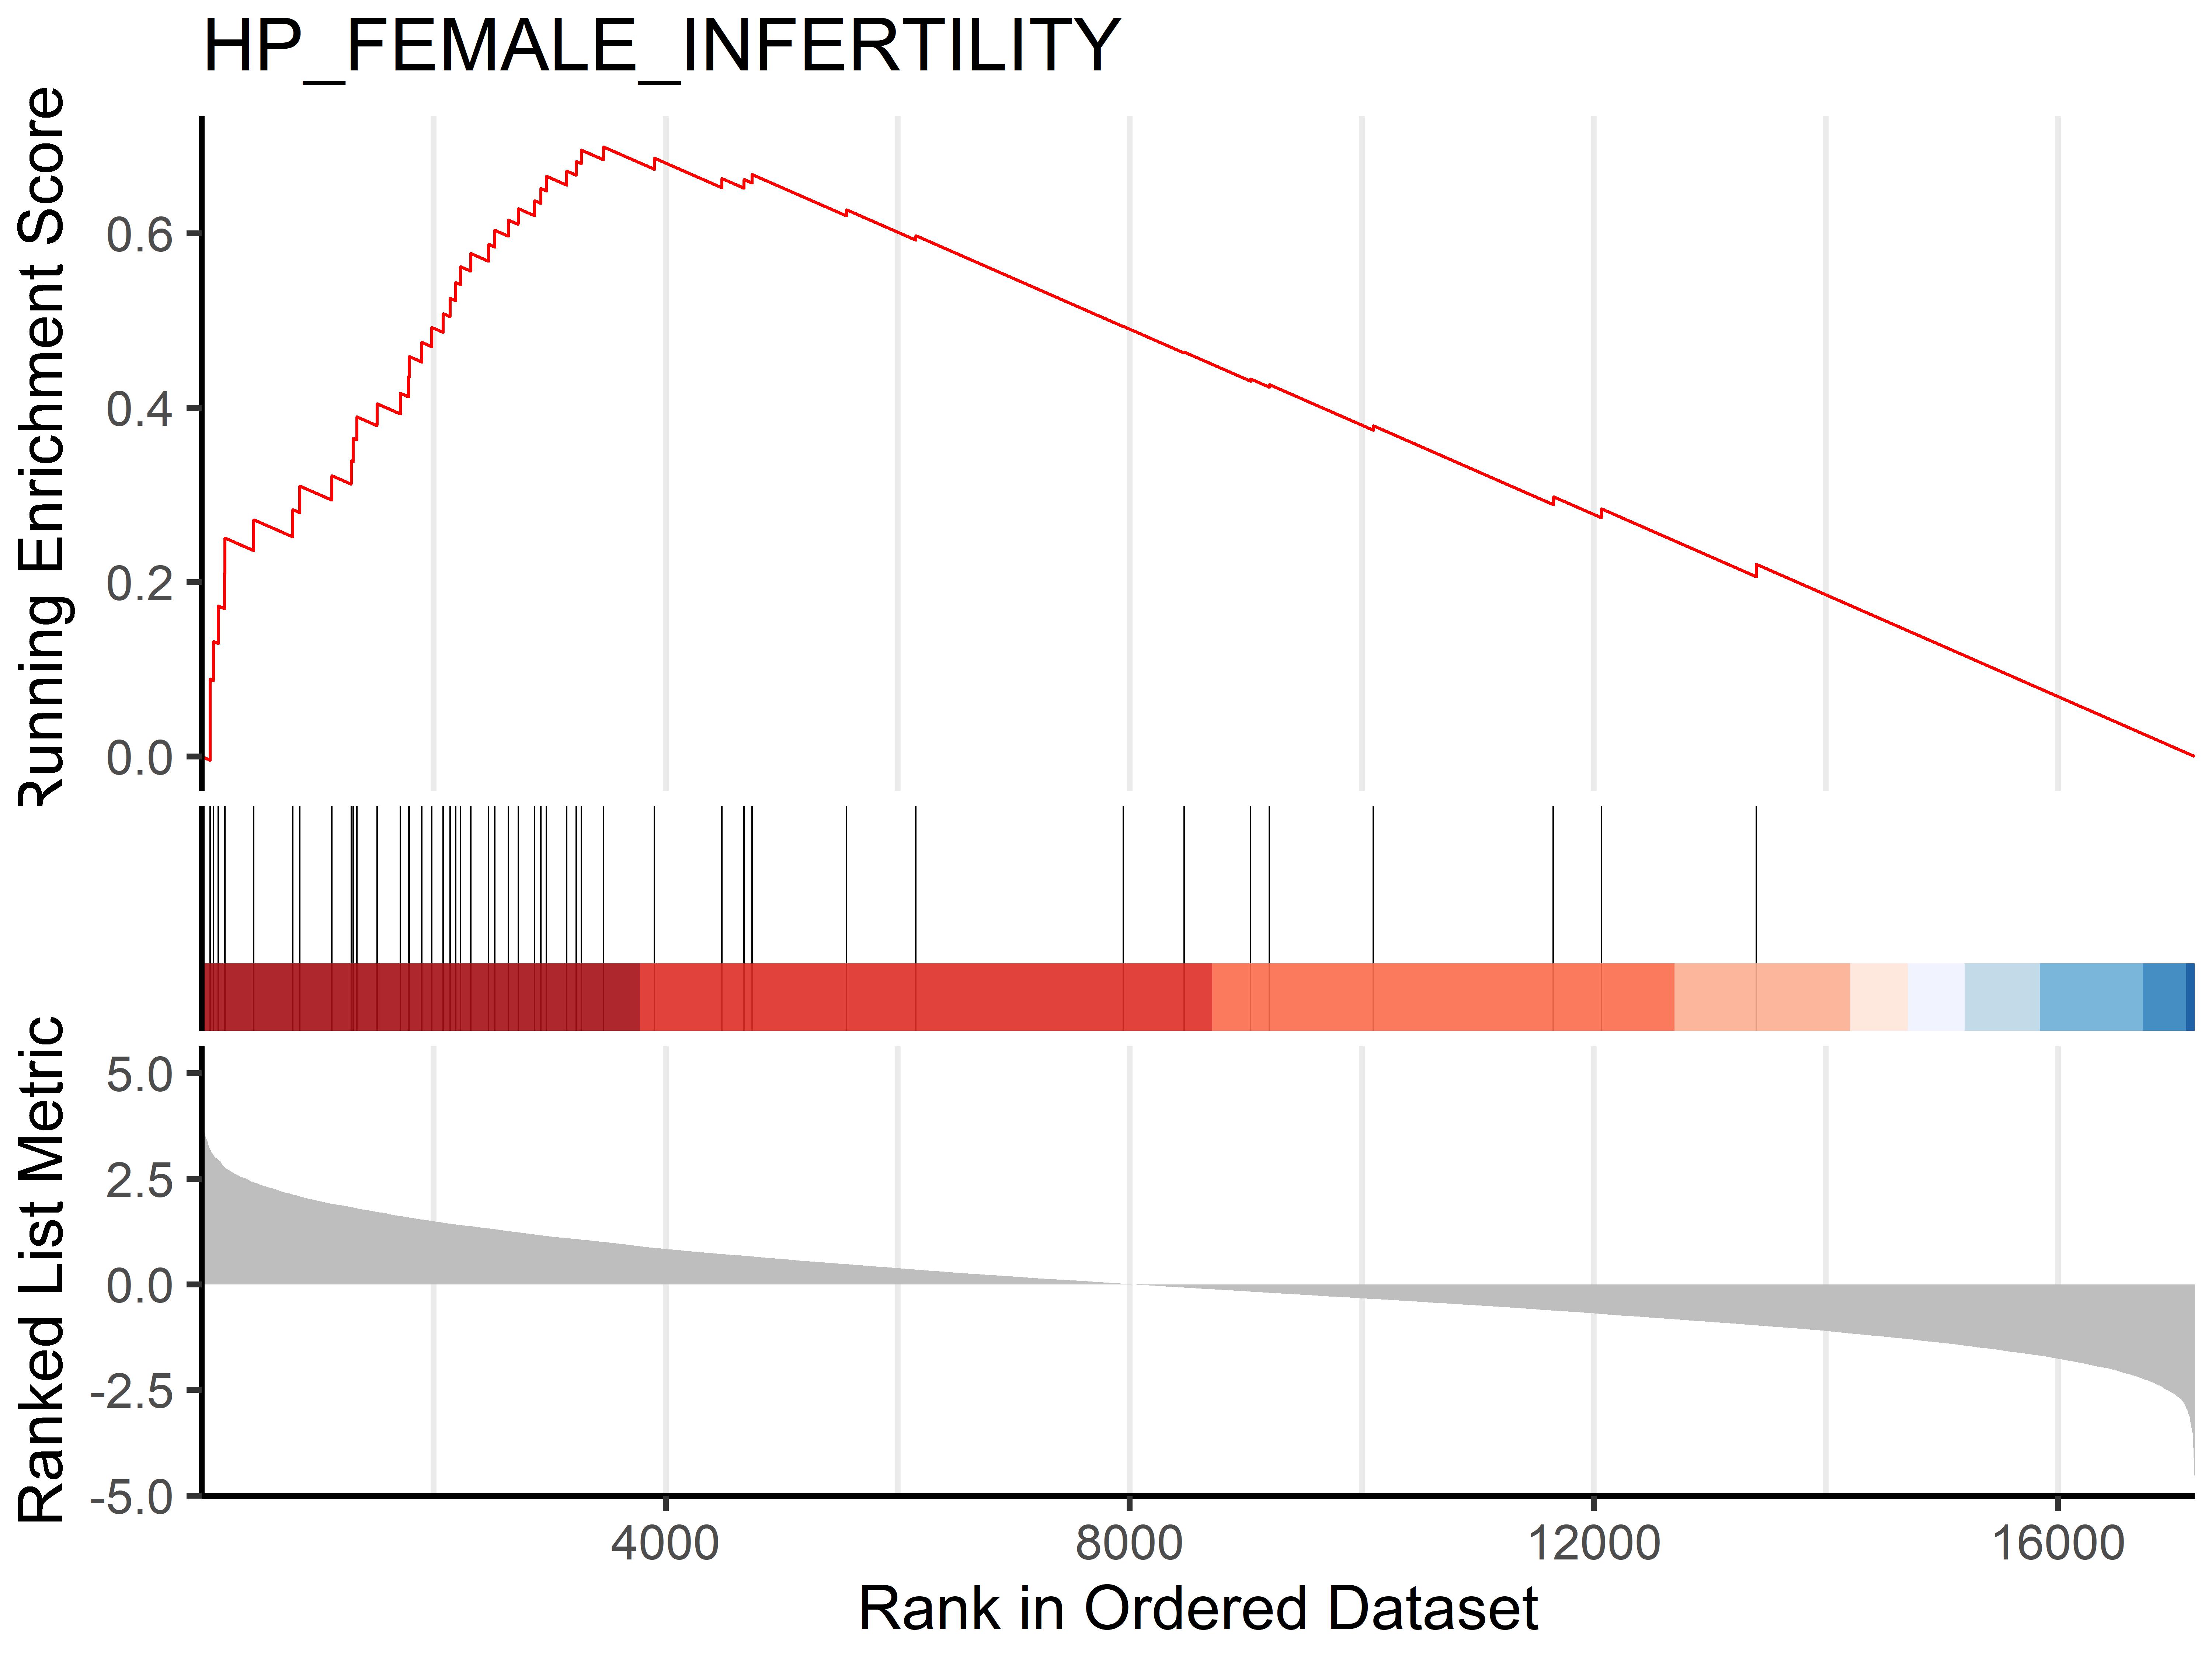 HP_FEMALE_INFERTILITY
Running Enrichment Score
0.6
0.4
0.2
0.0
Ranked List Metric
5.0
2.5
0.0
-2.5
-5.0
4000 8000 12000 16000
Rank in Ordered Dataset